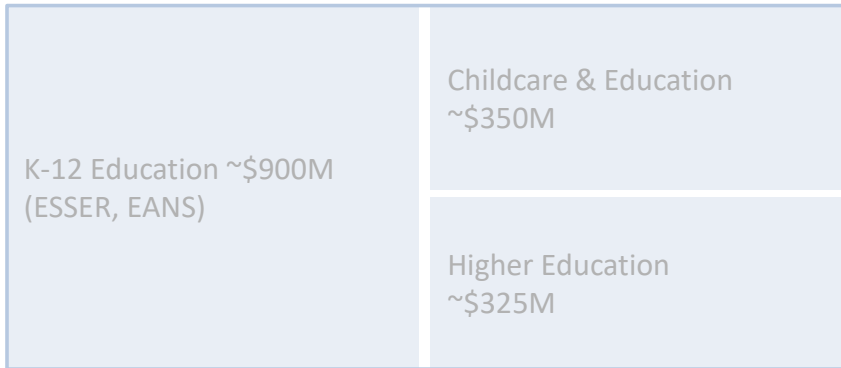 K-12 Education ~$900M
(ESSER, EANS)
Childcare & Education
~$350M
Higher Education
~$325M